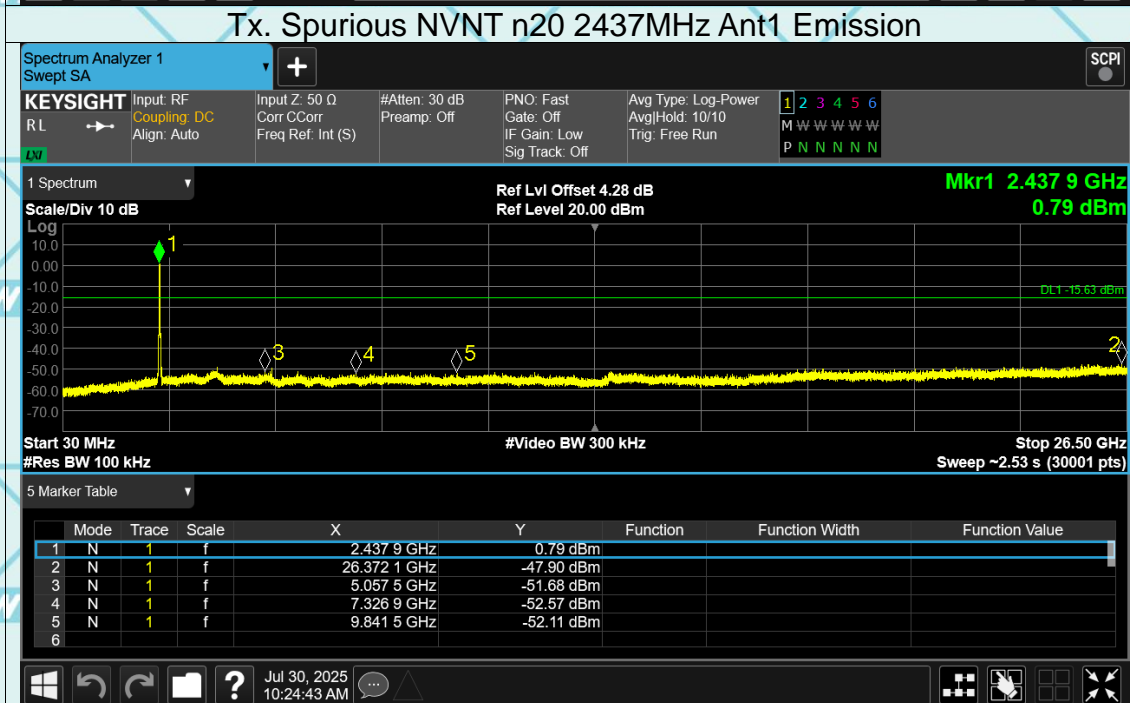 Tx. Spurious NVNT n20 2437MHz Ant1 Emission
Spectrum Analyzer 1
Swept SA
+
SCPI
KEYSIGHT Input: RF Input Z: 50 Ω #Atten: 30 dB PNO: Fast Avg Type: Log-Power 1 2 3 4 5 6
RL Coupling: DC Corr CCorr Preamp: Off Gate: Off Avg|Hold: 10/10 M W W W W W
Align: Auto Freq Ref: Int (S) IF Gain: Low Trig: Free Run P N N N N N
LXI Sig Track: Off
1 Spectrum
Ref Lvl Offset 4.28 dB
Mkr1 2.437 9 GHz
Scale/Div 10 dB
Ref Level 20.00 dBm
0.79 dBm
Log
10.0
0.00
-10.0
-20.0
-30.0
-40.0
-50.0
-60.0
-70.0
1
DL1 -15.63 dBm
3
4
5
2
Start 30 MHz #Video BW 300 kHz Stop 26.50 GHz
#Res BW 100 kHz Sweep ~2.53 s (30001 pts)
5 Marker Table
Mode Trace Scale X Y Function Function Width Function Value
1 N 1 f 2.437 9 GHz 0.79 dBm
2 N 1 f 26.372 1 GHz -47.90 dBm
3 N 1 f 5.057 5 GHz -51.68 dBm
4 N 1 f 7.326 9 GHz -52.57 dBm
5 N 1 f 9.841 5 GHz -52.11 dBm
6
?
Jul 30, 2025
10:24:43 AM